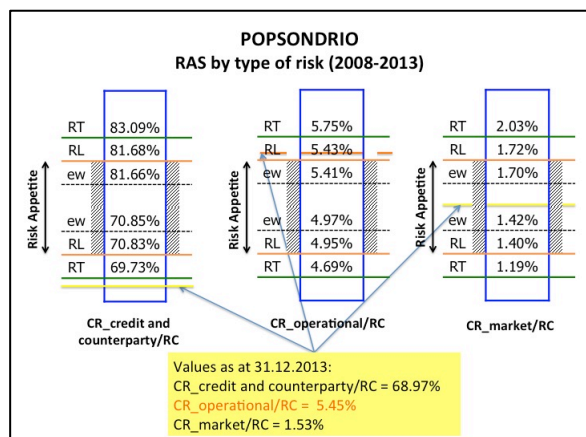 POPSONDRIO
RAS by type of risk (2008-2013)
Risk Appetite
RT 83.09%
RL 81.68%
ew 81.66%
ew 70.85%
RL 70.83%
RT 69.73%
CR_credit and
counterparty/RC
Risk Appetite
RT 5.75%
RL 5.43%
ew 5.41%
ew 4.97%
RL 4.95%
RT 4.69%
CR_operational/RC
Risk Appetite
RT 2.03%
RL 1.72%
ew 1.70%
ew 1.42%
RL 1.40%
RT 1.19%
CR_market/RC
Values as at 31.12.2013:
CR_credit and counterparty/RC = 68.97%
CR_operational/RC = 5.45%
CR_market/RC = 1.53%